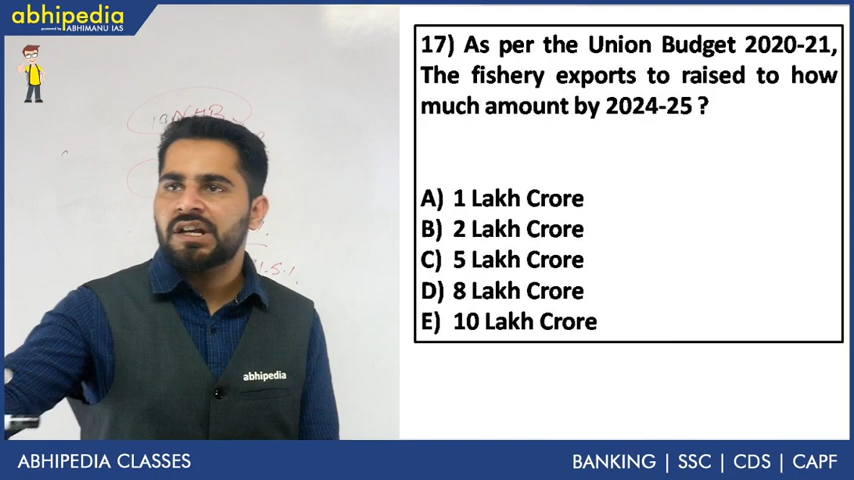 abhipedia
powered by ABHIMANU IAS
17) As per the Union Budget 2020-21,
The fishery exports to raised to how
much amount by 2024-25 ?
A) 1 Lakh Crore
B) 2 Lakh Crore
C) 5 Lakh Crore
D) 8 Lakh Crore
E) 10 Lakh Crore
abhipedia
ABHIPEDIA CLASSES
BANKING | SSC | CDS | CAPF